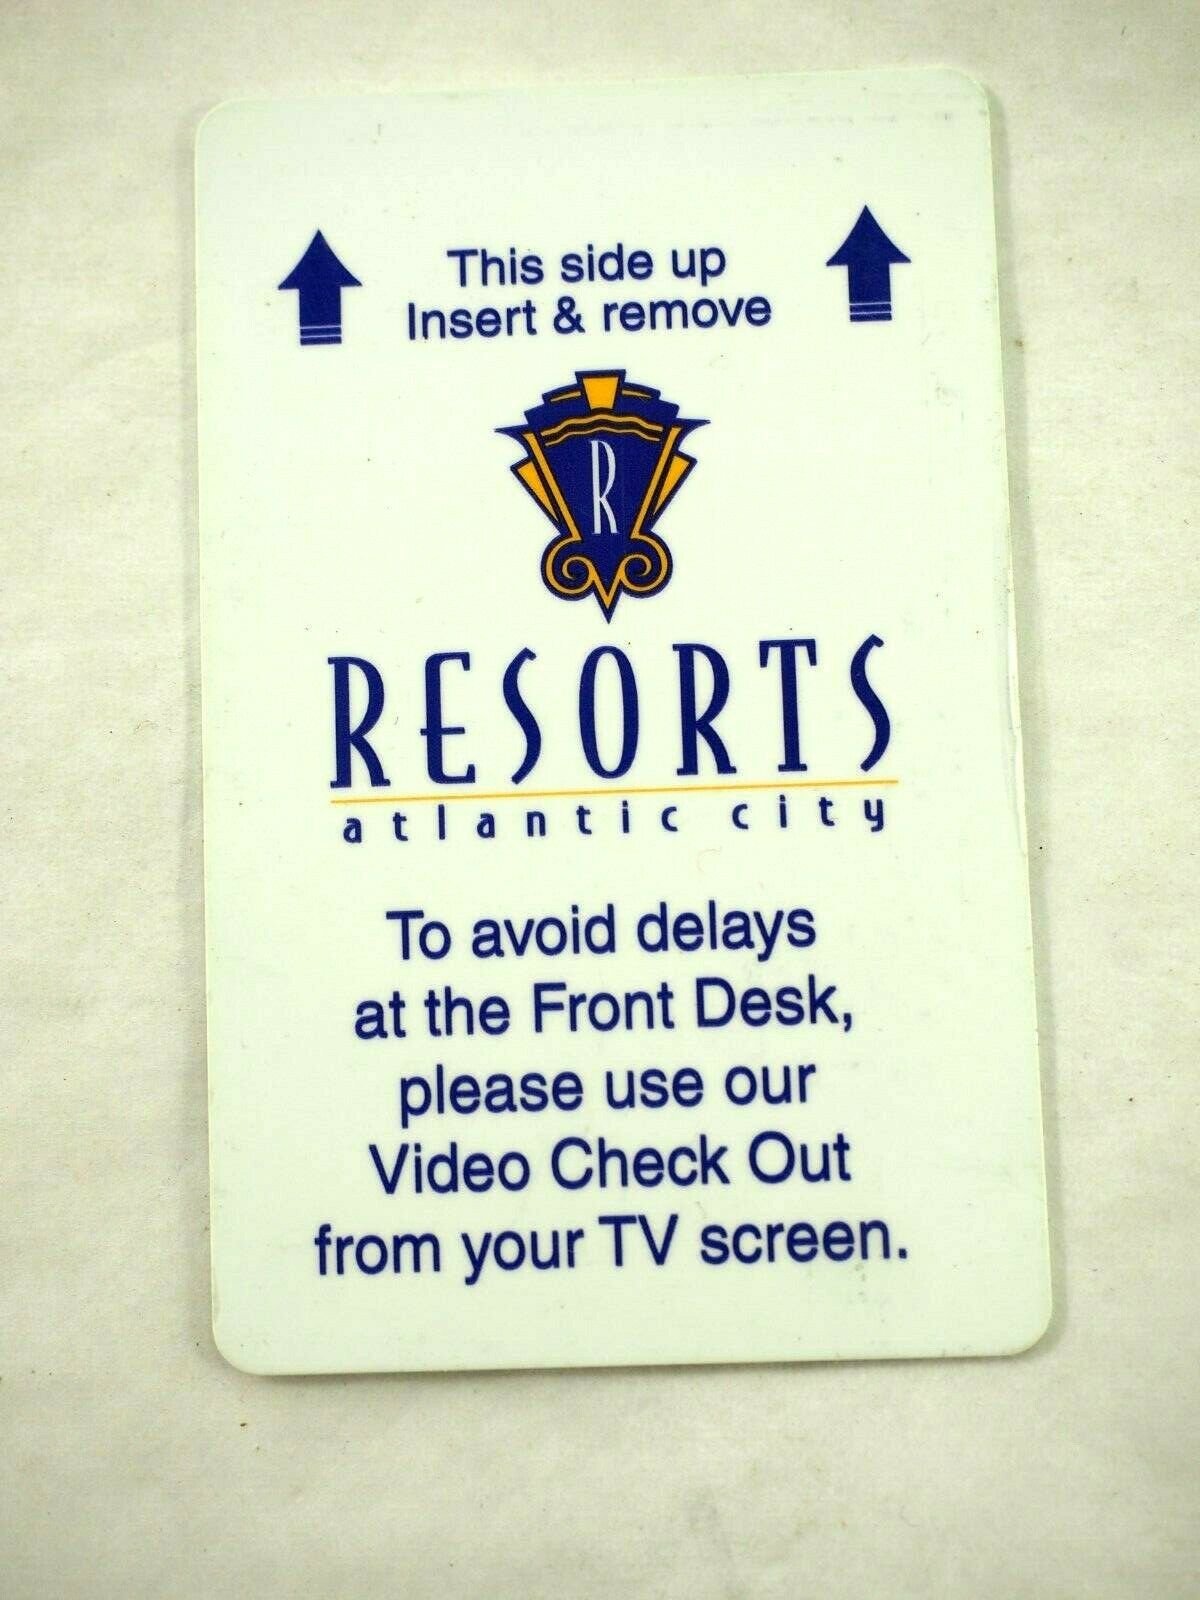 This side up
Insert & remove
R
RESORTS
atlantic city
To avoid delays
at the Front Desk,
please use our
Video Check Out
from your TV screen.